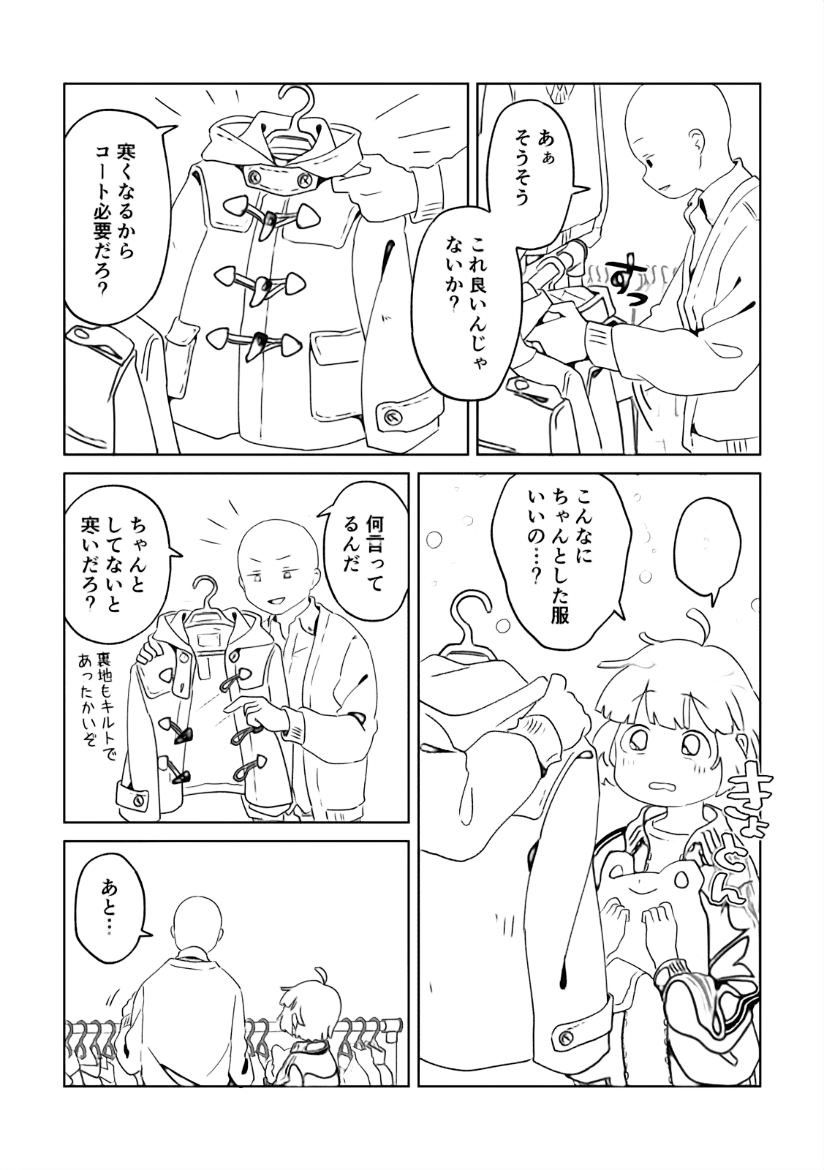 あぁ
そうそう
これ良いんじゃ
ないか？
すっ
寒くなるから
コート必要だろ？
こんなに
ちゃんとした服
いいの…？
きょとん
何言って
るんだ
ちゃんと
してないと
寒いだろ？
裏地もキルトで
あったかいぞ
あと…